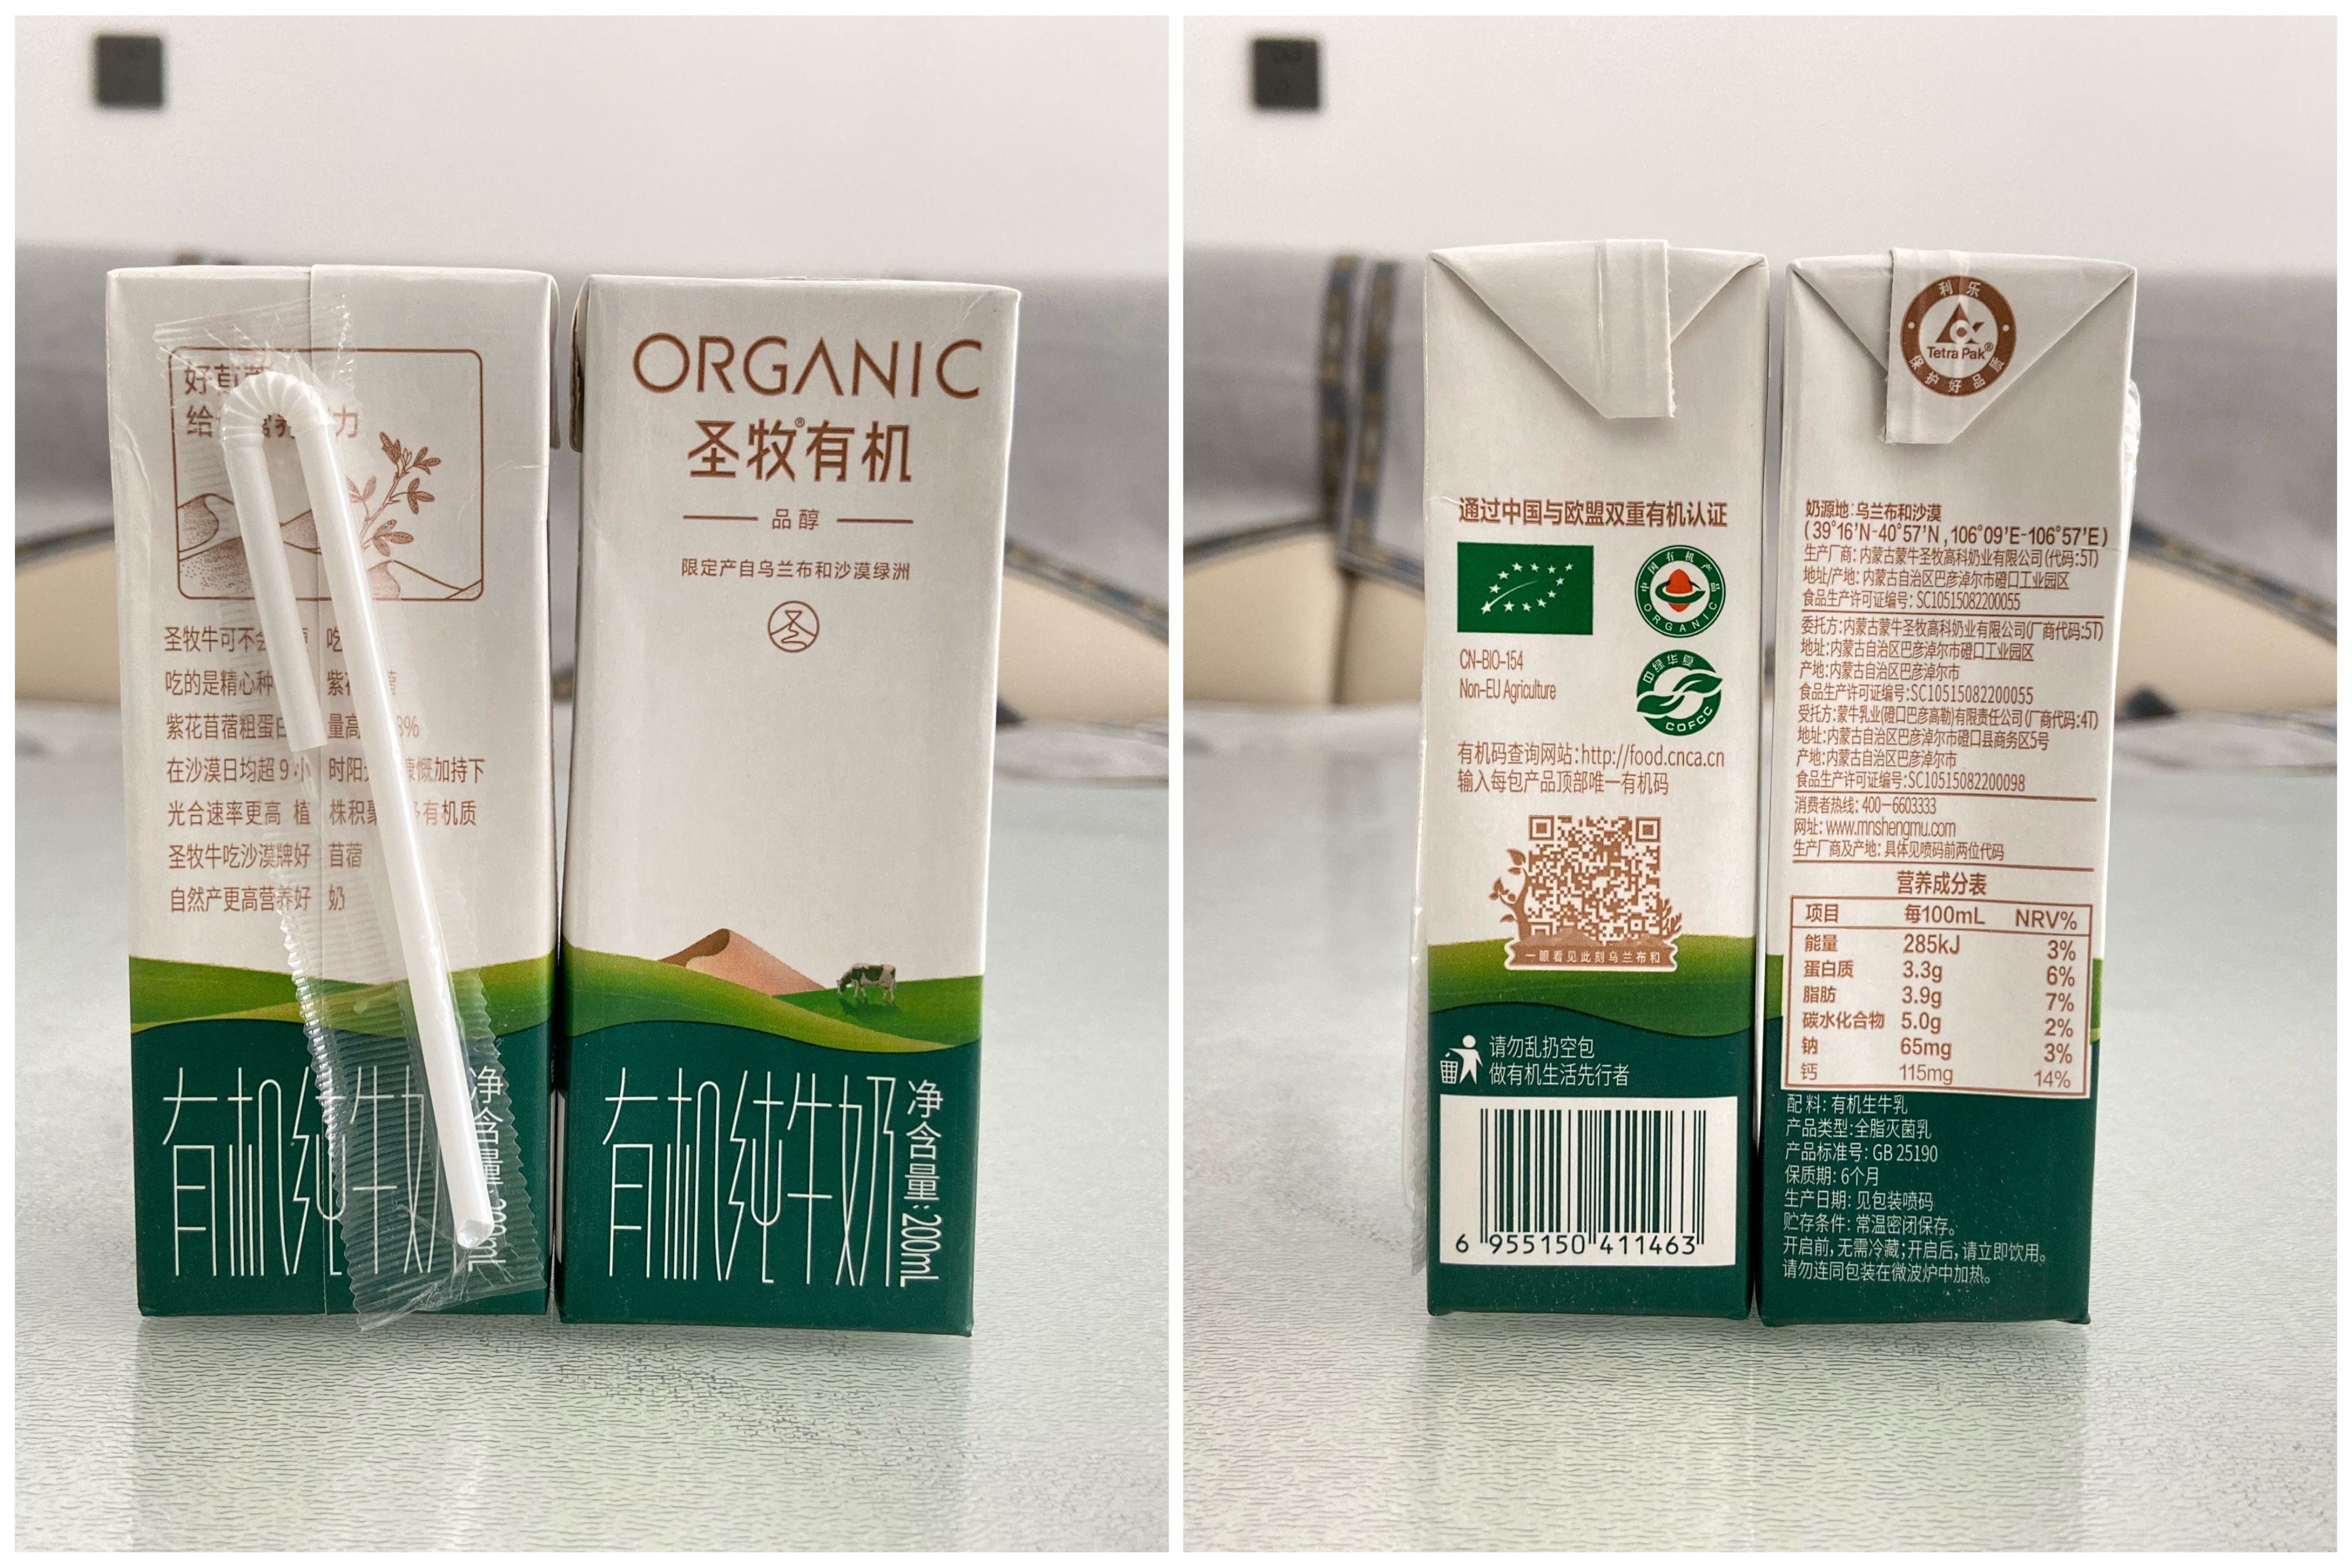 好
给 力
圣牧牛可不会 吃
吃的是精心种 紫
紫花苜蓿粗蛋白 量高 8%
在沙漠日均超9小时阳 慷慨加持下
光合速率更高 植株积聚 有机质
圣牧牛吃沙漠牌好苜蓿
自然产更高营养好奶
有机纯牛奶
净含量:200mL
ORGANIC
圣牧®有机
品醇
限定产自乌兰布和沙漠绿洲
圣
有机纯牛奶
净含量:200mL
通过中国与欧盟双重有机认证
中国有机产品
ORGANIC
CN-BIO-154
Non-EU Agriculture
中绿华夏
COFCC
有机码查询网站:http://food.cnca.cn
输入每包产品顶部唯一有机码
一眼看见此刻乌兰布和
请勿乱扔空包
做有机生活先行者
6 955150 411463
利乐
Tetra Pak®
保护好品质
奶源地:乌兰布和沙漠
(39°16'N-40°57'N,106°09'E-106°57'E)
生产厂商:内蒙古蒙牛圣牧高科奶业有限公司(代码:5T)
地址/产地:内蒙古自治区巴彦淖尔市磴口工业园区
食品生产许可证编号:SC10515082200055
委托方:内蒙古蒙牛圣牧高科奶业有限公司(厂商代码:5T)
地址:内蒙古自治区巴彦淖尔市磴口工业园区
产地:内蒙古自治区巴彦淖尔市
食品生产许可证编号:SC10515082200055
受托方:蒙牛乳业(磴口巴彦高勒)有限责任公司(厂商代码:4T)
地址:内蒙古自治区巴彦淖尔市磴口县商务区5号
产地:内蒙古自治区巴彦淖尔市
食品生产许可证编号:SC10515082200098
消费者热线:400-6603333
网址:www.mnshengmu.com
生产厂商及产地:具体见喷码前两位代码
营养成分表
项目 每100mL NRV%
能量 285kJ 3%
蛋白质 3.3g 6%
脂肪 3.9g 7%
碳水化合物 5.0g 2%
钠 65mg 3%
钙 115mg 14%
配料:有机生牛乳
产品类型:全脂灭菌乳
产品标准号:GB 25190
保质期:6个月
生产日期:见包装喷码
贮存条件:常温密闭保存。
开启前,无需冷藏;开启后,请立即饮用。
请勿连同包装在微波炉中加热。